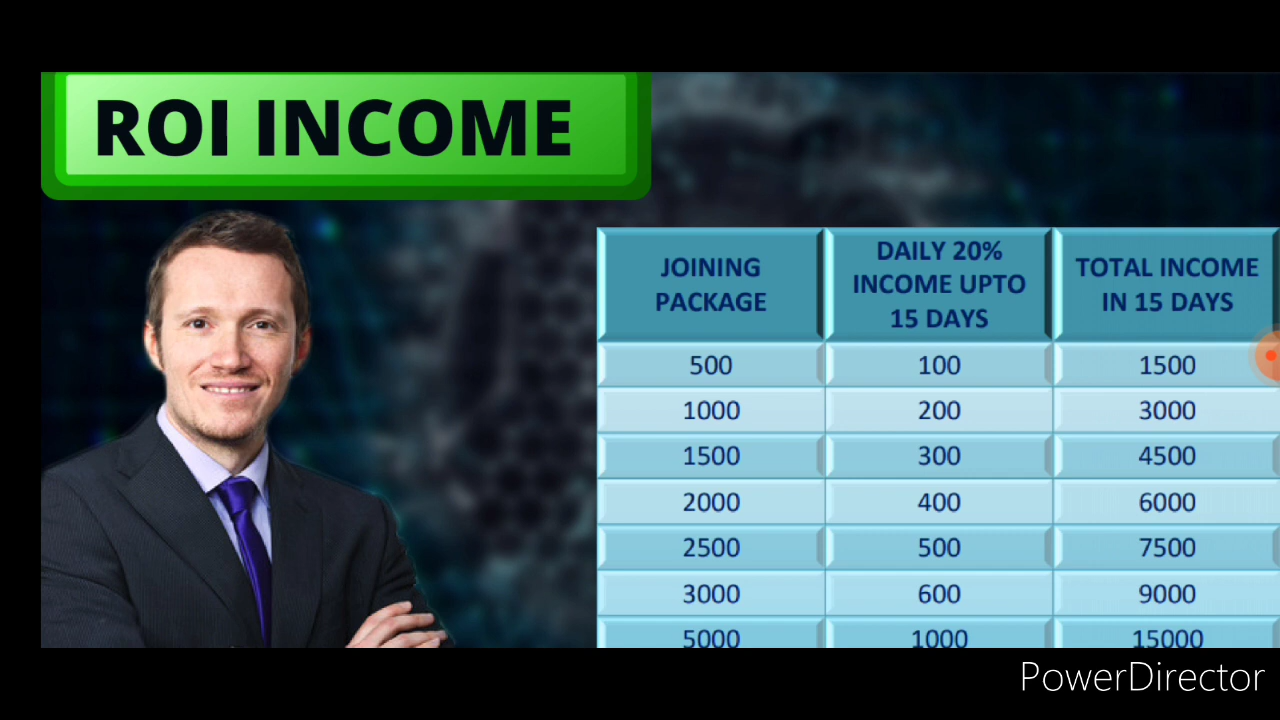 ROI INCOME
JOINING
PACKAGE
DAILY 20%
INCOME UPTO
15 DAYS
TOTAL INCOME
IN 15 DAYS
500 100 1500
1000 200 3000
1500 300 4500
2000 400 6000
2500 500 7500
3000 600 9000
5000 1000 15000
PowerDirector